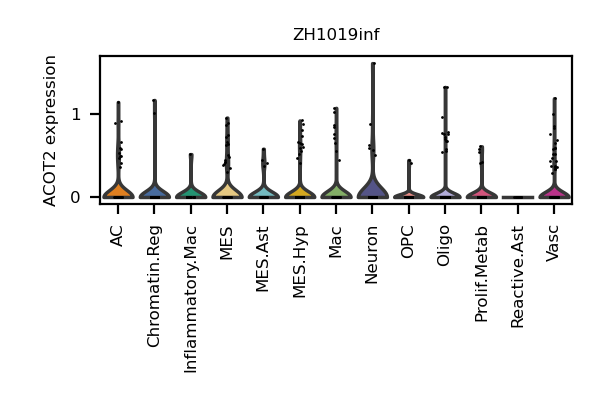 ZH1019inf
ACOT2 expression
1
0
AC
Chromatin.Reg
Inflammatory.Mac
MES
MES.Ast
MES.Hyp
Mac
Neuron
OPC
Oligo
Prolif.Metab
Reactive.Ast
Vasc